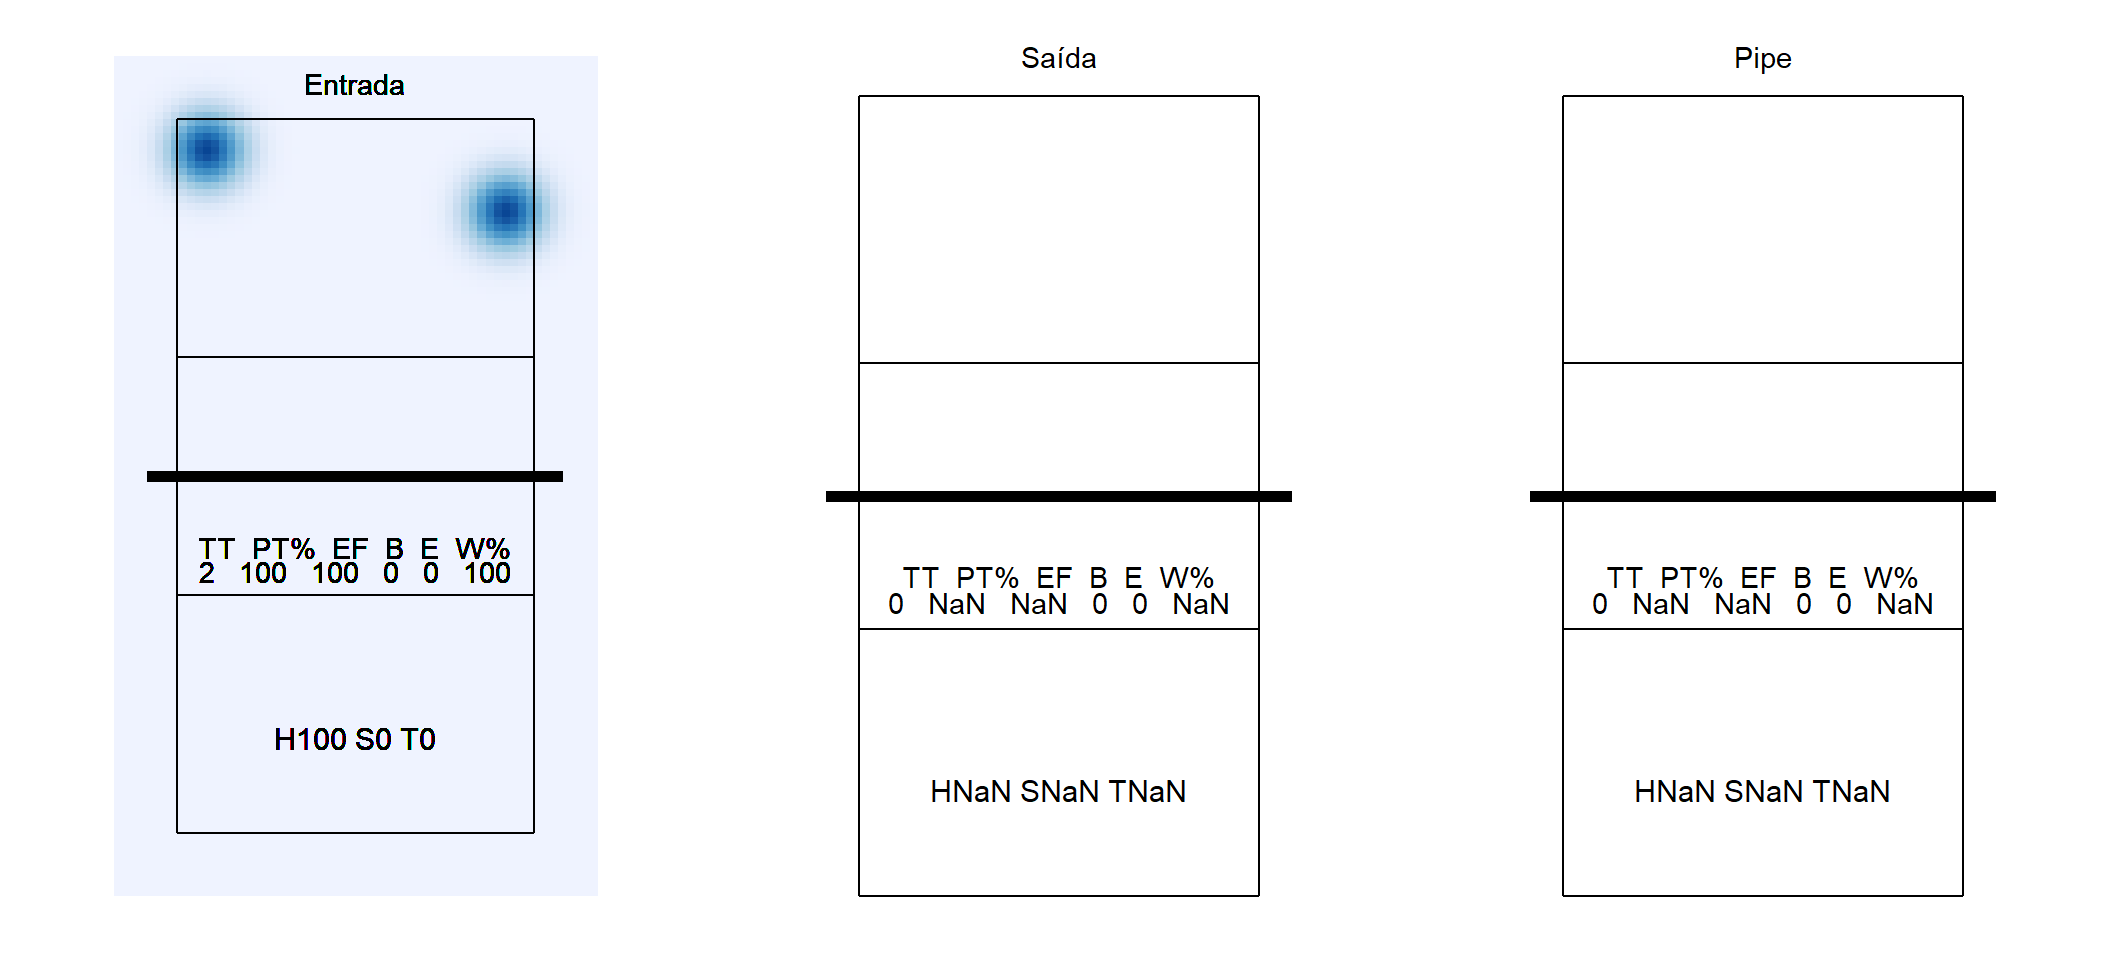 Entrada
TT PT% EF B E W%
2 100 100 0 0 100
H100 S0 T0
Saída
TT PT% EF B E W%
0 NaN NaN 0 0 NaN
HNaN SNaN TNaN
Pipe
TT PT% EF B E W%
0 NaN NaN 0 0 NaN
HNaN SNaN TNaN